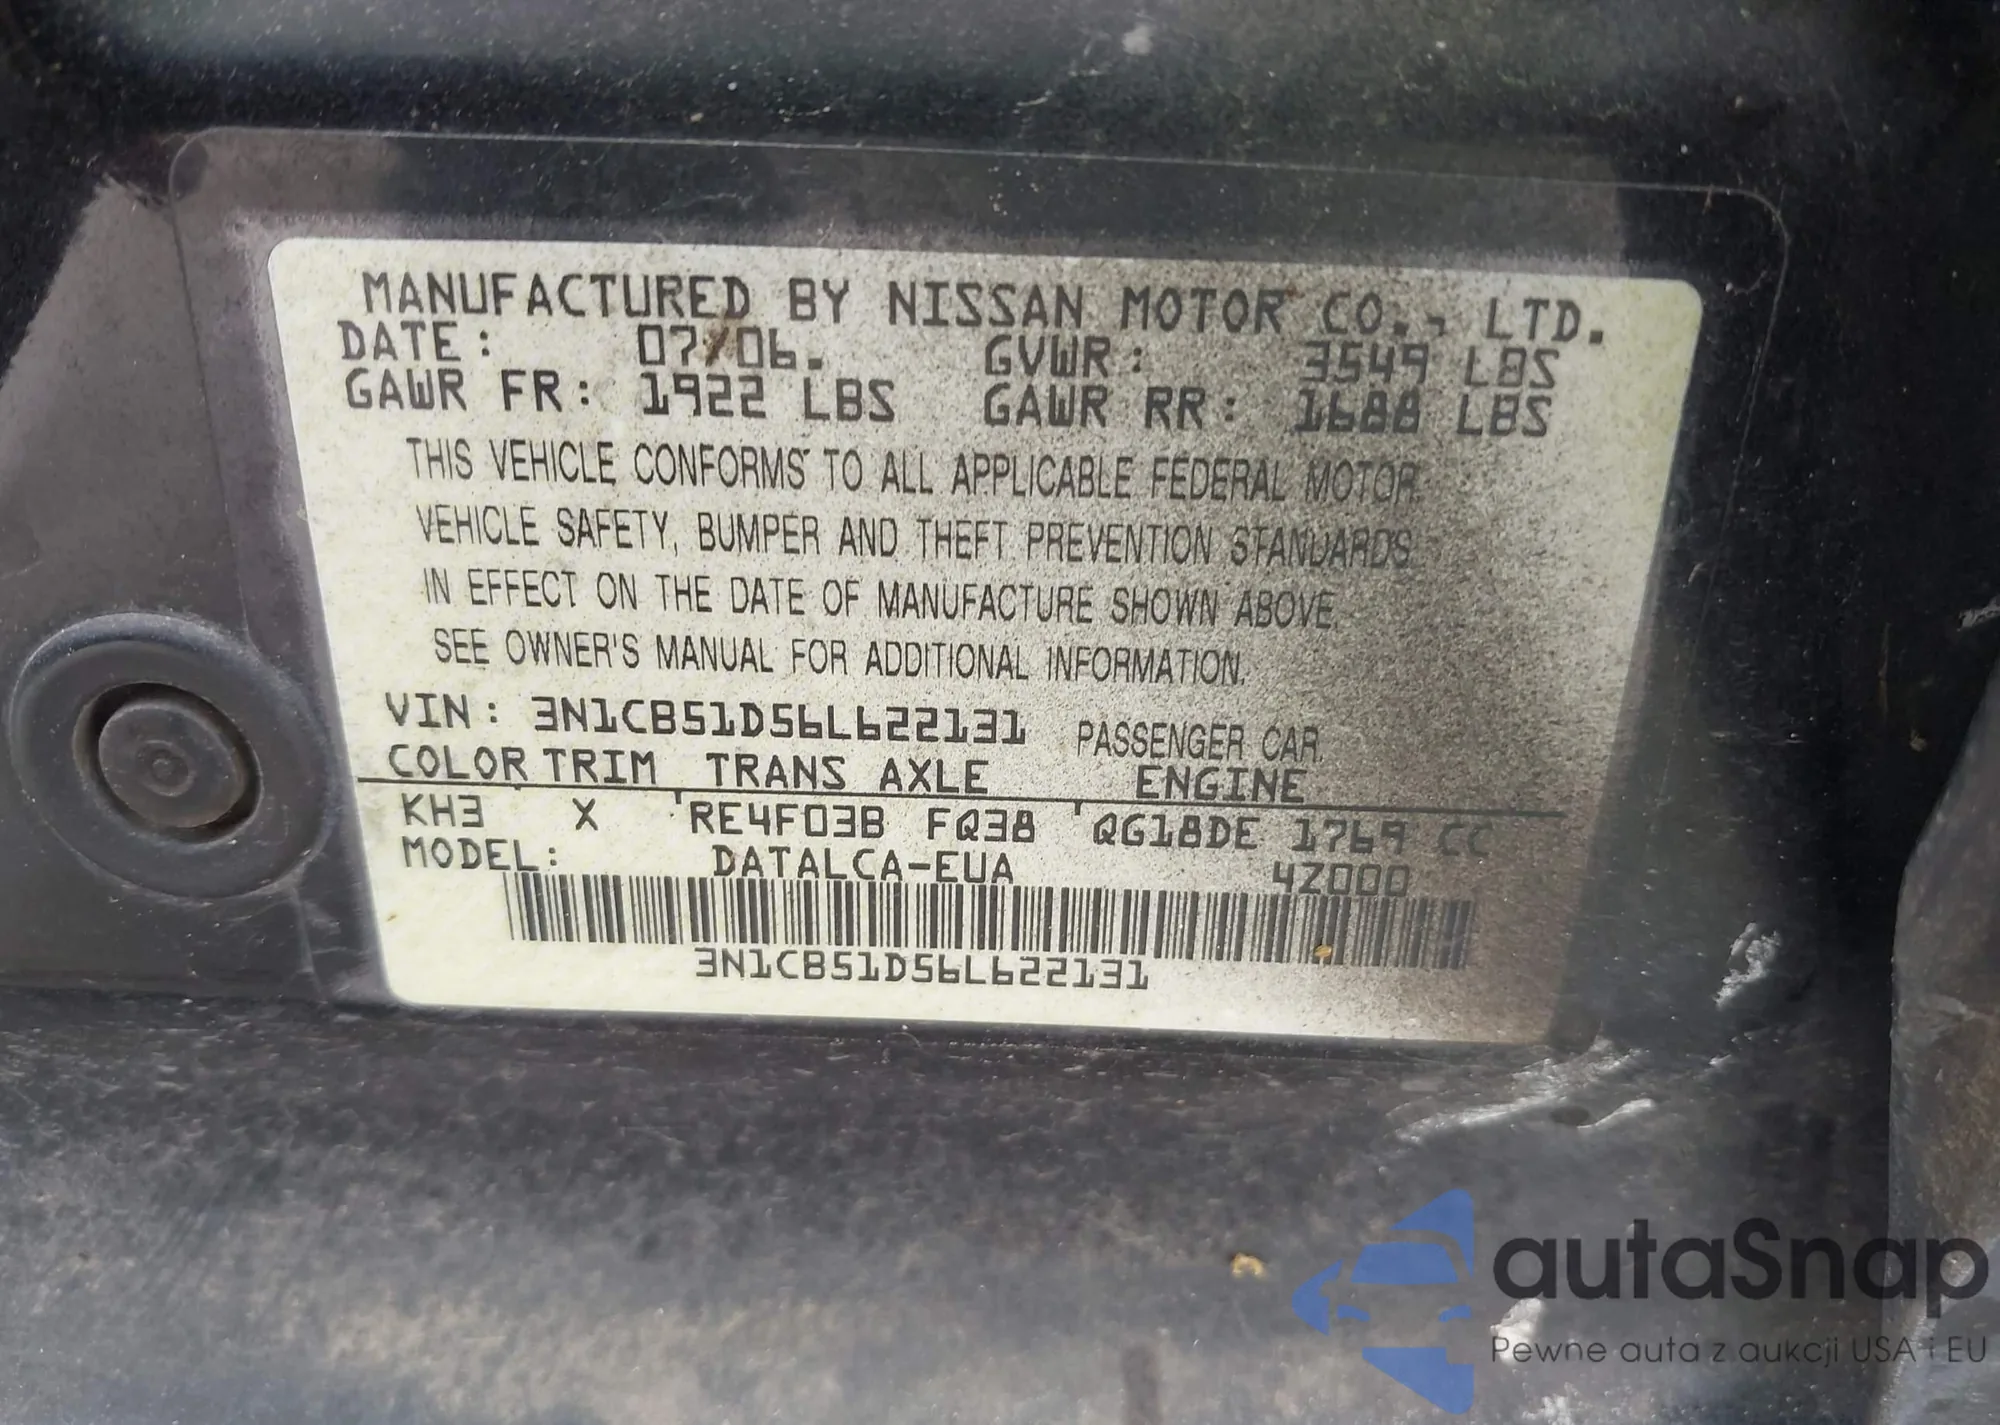 MANUFACTURED BY NISSAN MOTOR CO., LTD.
DATE: 07/06. GVWR: 3549 LBS
GAWR FR: 1922 LBS GAWR RR: 1688 LBS
THIS VEHICLE CONFORMS TO ALL APPLICABLE FEDERAL MOTOR
VEHICLE SAFETY, BUMPER AND THEFT PREVENTION STANDARDS
IN EFFECT ON THE DATE OF MANUFACTURE SHOWN ABOVE.
SEE OWNER'S MANUAL FOR ADDITIONAL INFORMATION.
VIN: 3N1CB51D56L622131 PASSENGER CAR
COLOR TRIM TRANS AXLE ENGINE
KH3 X RE4F03B FQ38 QG18DE 1769 CC
MODEL: DATALCA-EUA 4Z000
3N1CB51D56L622131
autaSnap
Pewne auta z aukcji USA i EU